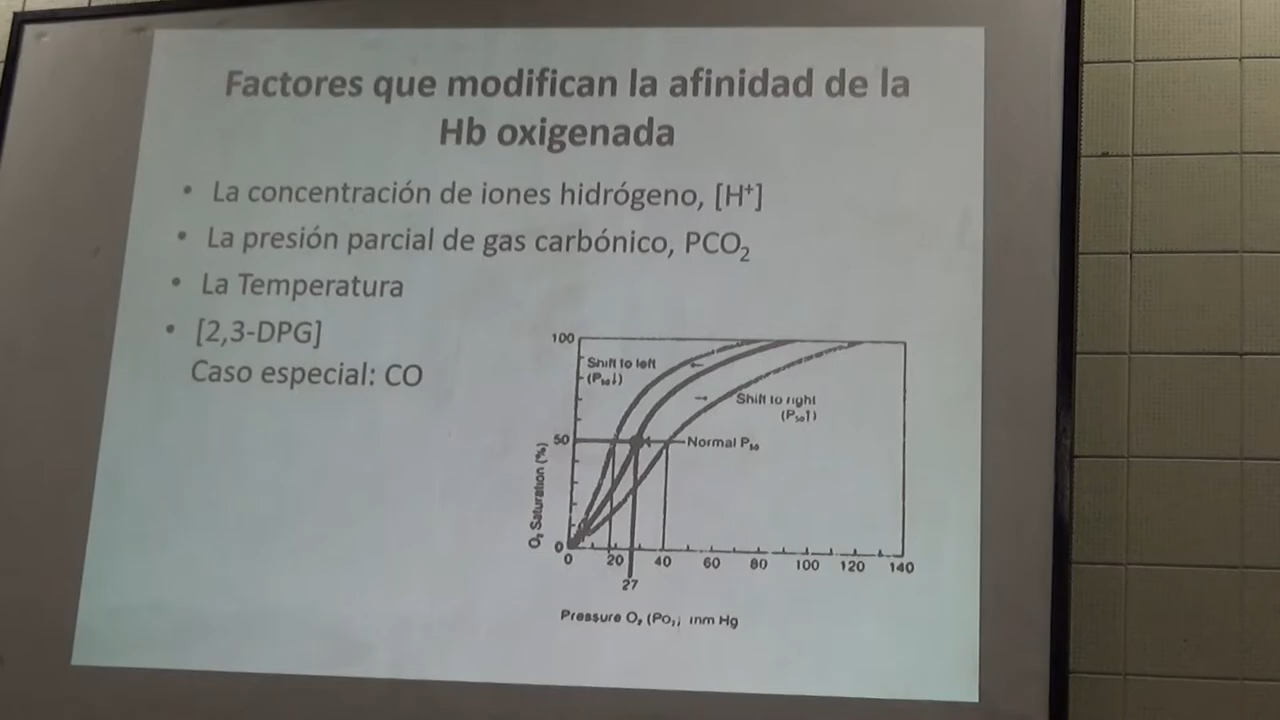 Factores que modifican la afinidad de la
Hb oxigenada
• La concentración de iones hidrógeno, [H⁺]
• La presión parcial de gas carbónico, PCO₂
• La Temperatura
• [2,3-DPG]
Caso especial: CO
100
Shift to left
(P₅₀↓)
←
→
Shift to right
(P₅₀↑)
50
Normal P₅₀
O₂ Saturation (%)
0
0 20 40 60 80 100 120 140
27
Pressure O₂ (PO₂) mm Hg